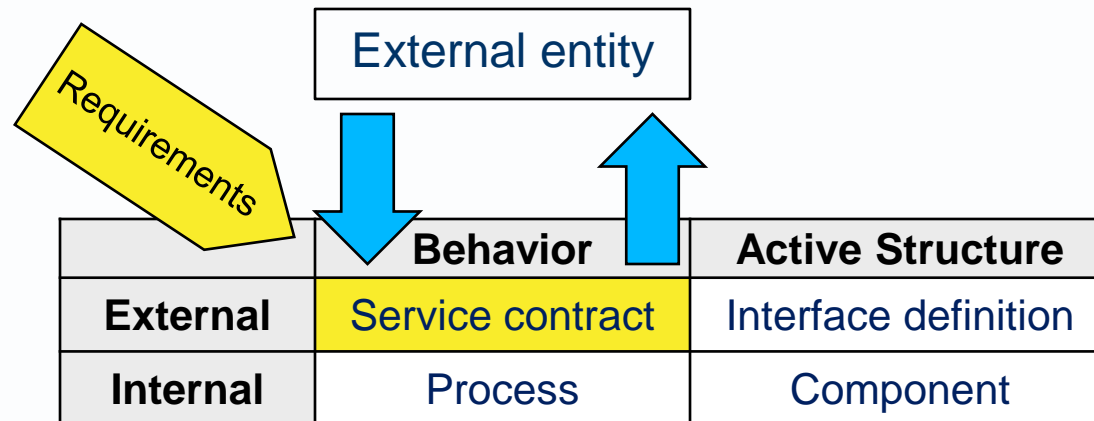 External entity
Requirements
Behavior Active Structure
External Service contract Interface definition
Internal Process Component